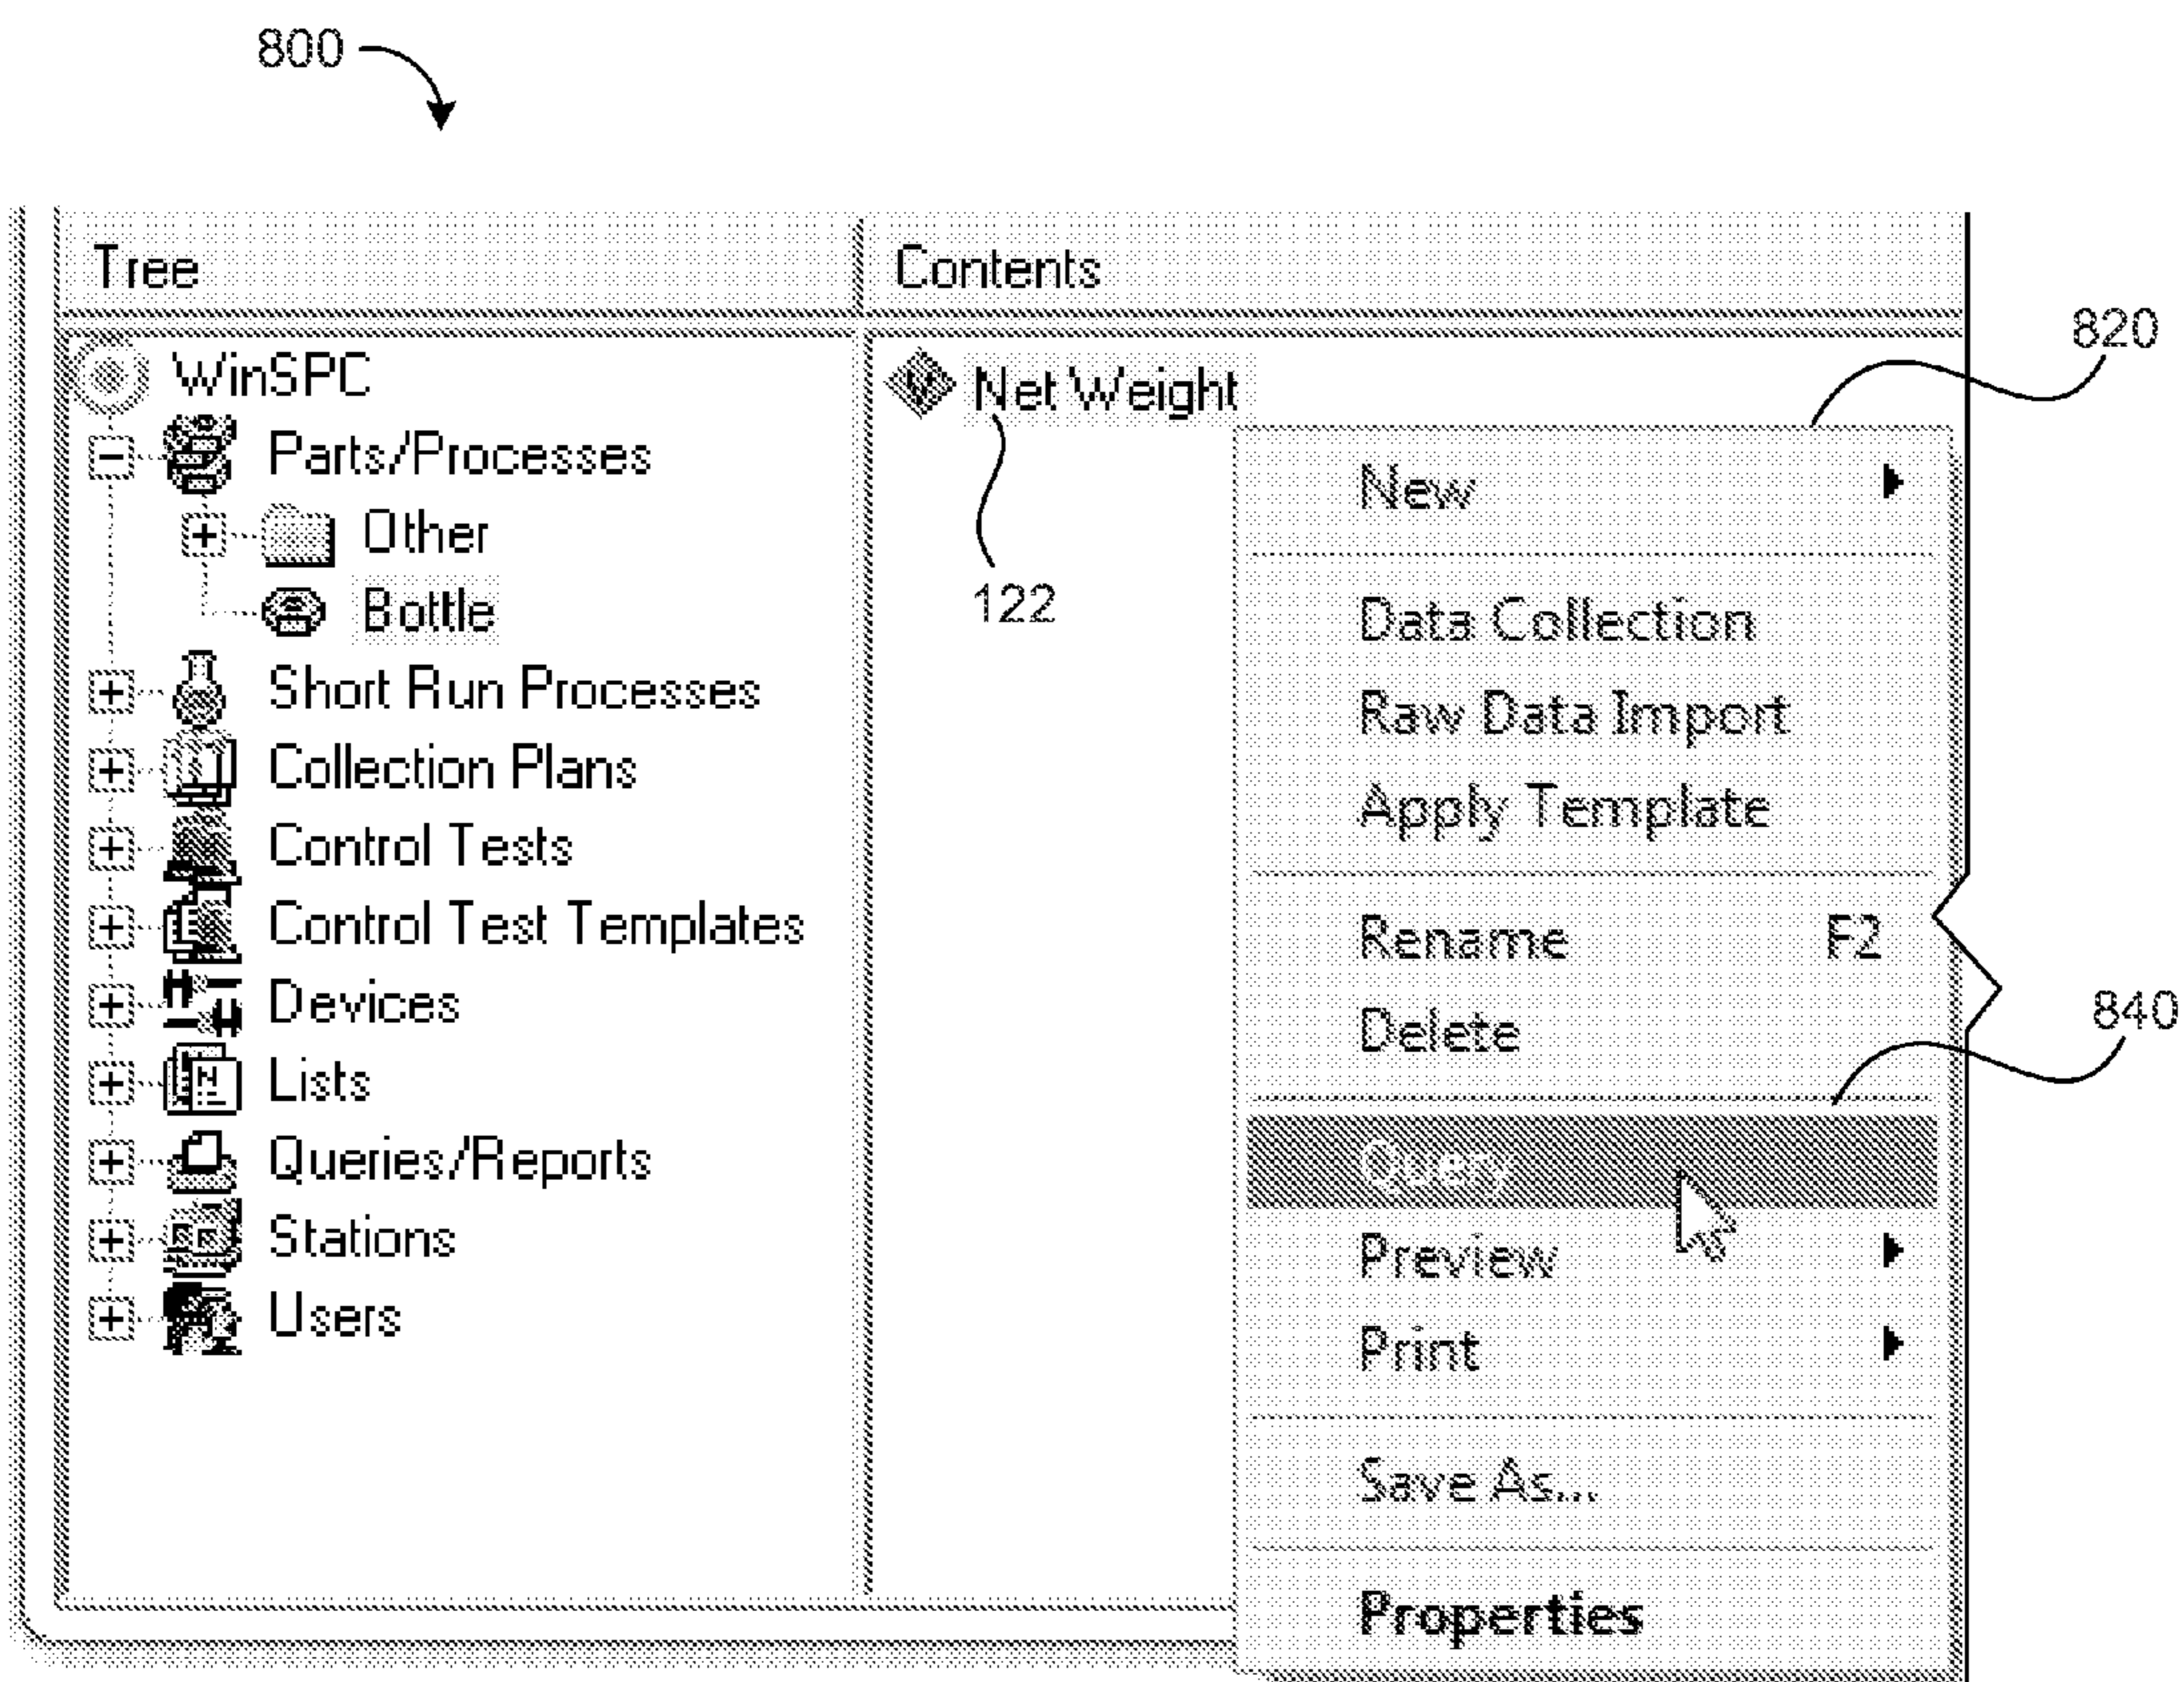 800
Tree
Contents
WinSPC
Parts/Processes
Other
Bottle
Short Run Processes
Collection Plans
Control Tests
Control Test Templates
Devices
Lists
Queries/Reports
Stations
Users
Net Weight
122
820
New
Data Collection
Raw Data Import
Apply Template
Rename F2
Delete
840
Query
Preview
Print
Save As...
Properties